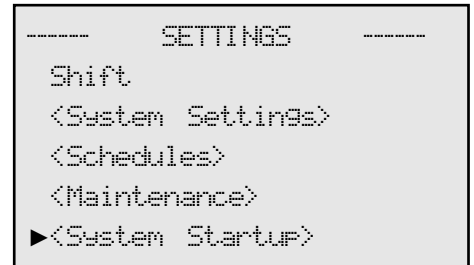 ------ SETTINGS ------
Shift
<System Settings>
<Schedules>
<Maintenance>
►<System Startup>